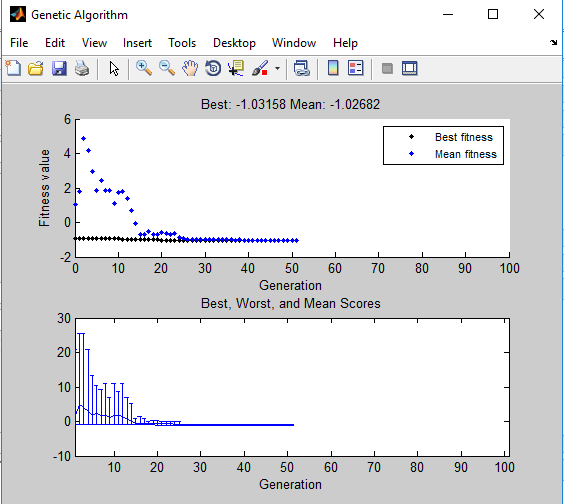 Genetic Algorithm
File Edit View Insert Tools Desktop Window Help
Best: -1.03158 Mean: -1.02682
6
4
2
0
-2
Fitness value
Best fitness
Mean fitness
0 10 20 30 40 50 60 70 80 90 100
Generation
Best, Worst, and Mean Scores
30
20
10
0
-10
10 20 30 40 50 60 70 80 90 100
Generation